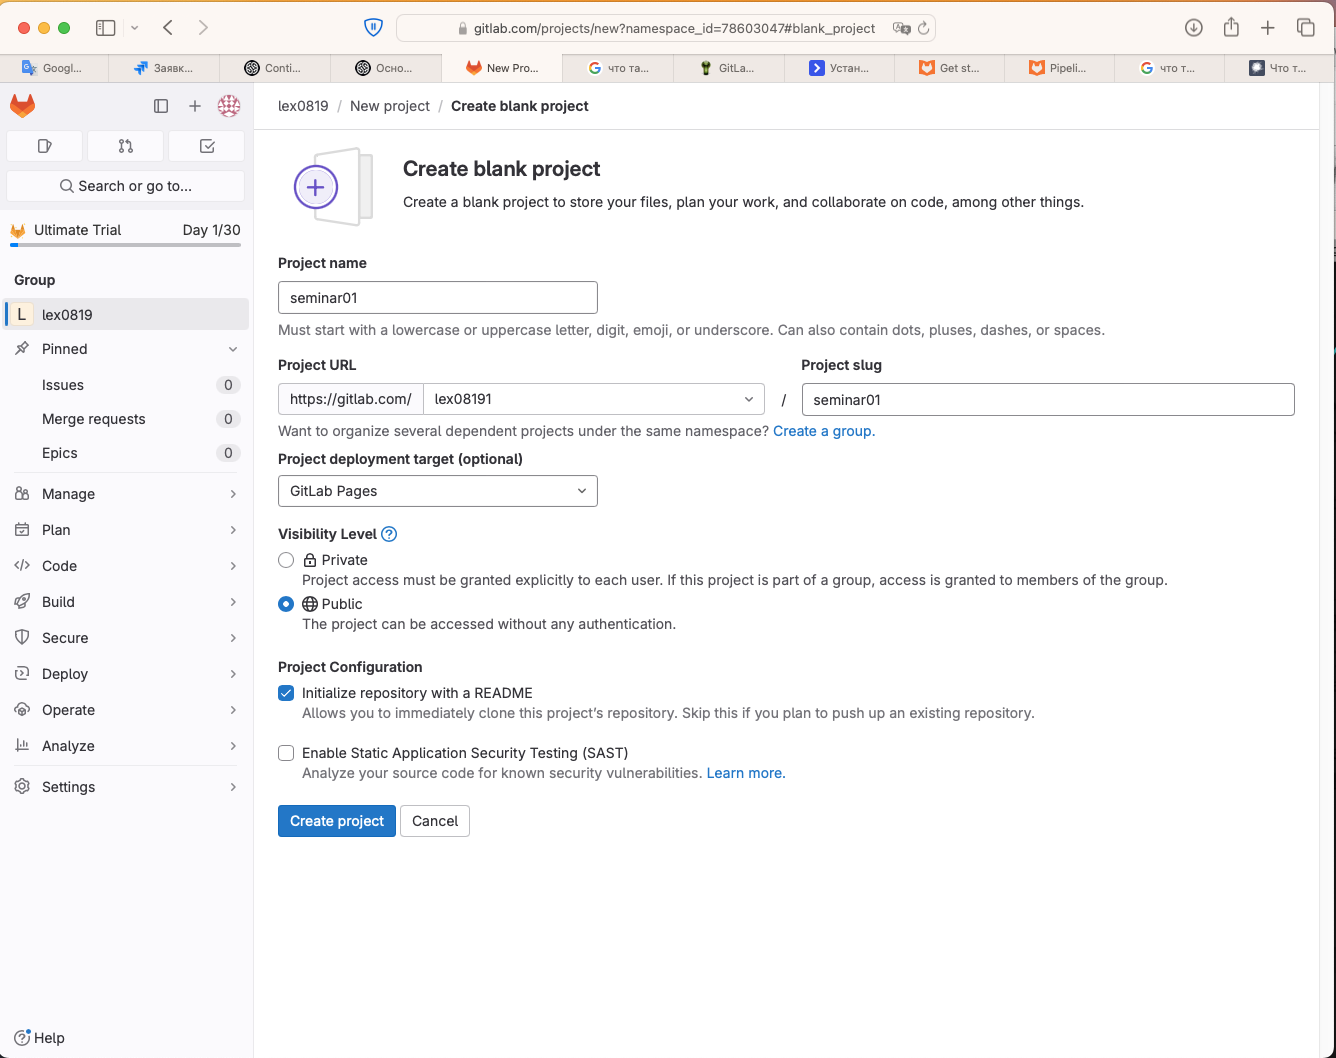 gitlab.com/projects/new?namespace_id=78603047#blank_project
Googl...
Заявк...
Conti...
Осно...
New Pro...
что та...
GitLa...
Устан...
Get st...
Pipeli...
что т...
Что т...
lex0819 / New project / Create blank project
Search or go to...
Ultimate Trial Day 1/30
Group
L lex0819
Pinned
Issues 0
Merge requests 0
Epics 0
Manage
Plan
Code
Build
Secure
Deploy
Operate
Analyze
Settings
Help
Create blank project
Create a blank project to store your files, plan your work, and collaborate on code, among other things.
Project name
seminar01
Must start with a lowercase or uppercase letter, digit, emoji, or underscore. Can also contain dots, pluses, dashes, or spaces.
Project URL
Project slug
https://gitlab.com/ lex08191 / seminar01
Want to organize several dependent projects under the same namespace? Create a group.
Project deployment target (optional)
GitLab Pages
Visibility Level
Private
Project access must be granted explicitly to each user. If this project is part of a group, access is granted to members of the group.
Public
The project can be accessed without any authentication.
Project Configuration
Initialize repository with a README
Allows you to immediately clone this project’s repository. Skip this if you plan to push up an existing repository.
Enable Static Application Security Testing (SAST)
Analyze your source code for known security vulnerabilities. Learn more.
Create project
Cancel